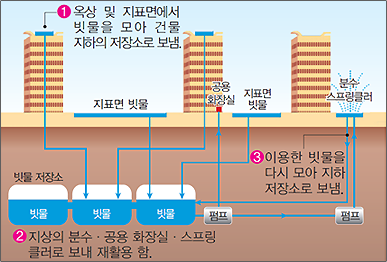 ❶ 옥상 및 지표면에서
빗물을 모아 건물
지하의 저장소로 보냄.
지표면 빗물
공용
화장실
지표면
빗물
분수·
스프링클러
❸ 이용한 빗물을
다시 모아 지하
저장소로 보냄.
빗물 저장소
빗물
빗물
빗물
펌프
펌프
❷ 지상의 분수·공용 화장실·스프링
클러로 보내 재활용 함.